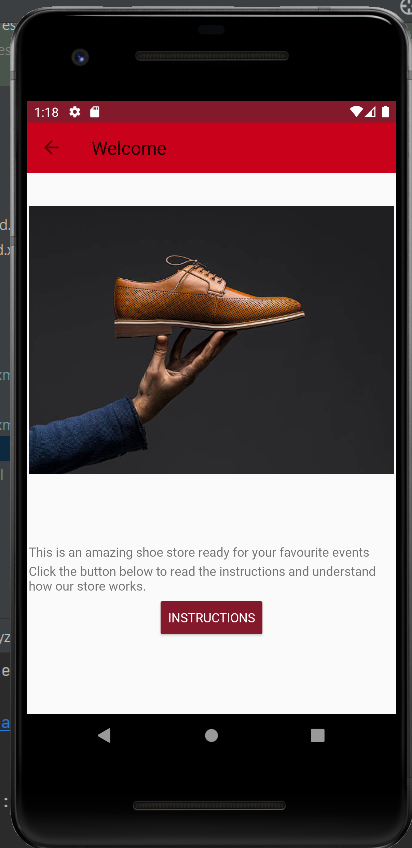 1:18
Welcome
This is an amazing shoe store ready for your favourite events
Click the button below to read the instructions and understand
how our store works.
INSTRUCTIONS